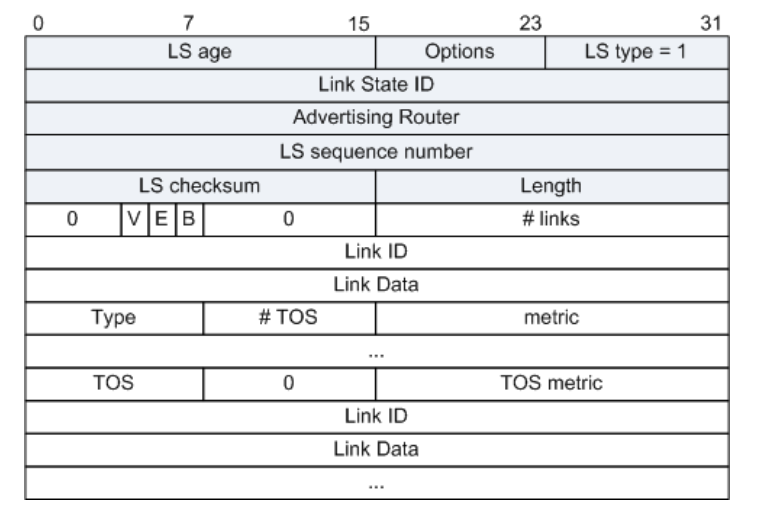 0 7 15 23 31
LS age Options LS type = 1
Link State ID
Advertising Router
LS sequence number
LS checksum Length
0 V E B 0 # links
Link ID
Link Data
Type # TOS metric
...
TOS 0 TOS metric
Link ID
Link Data
...